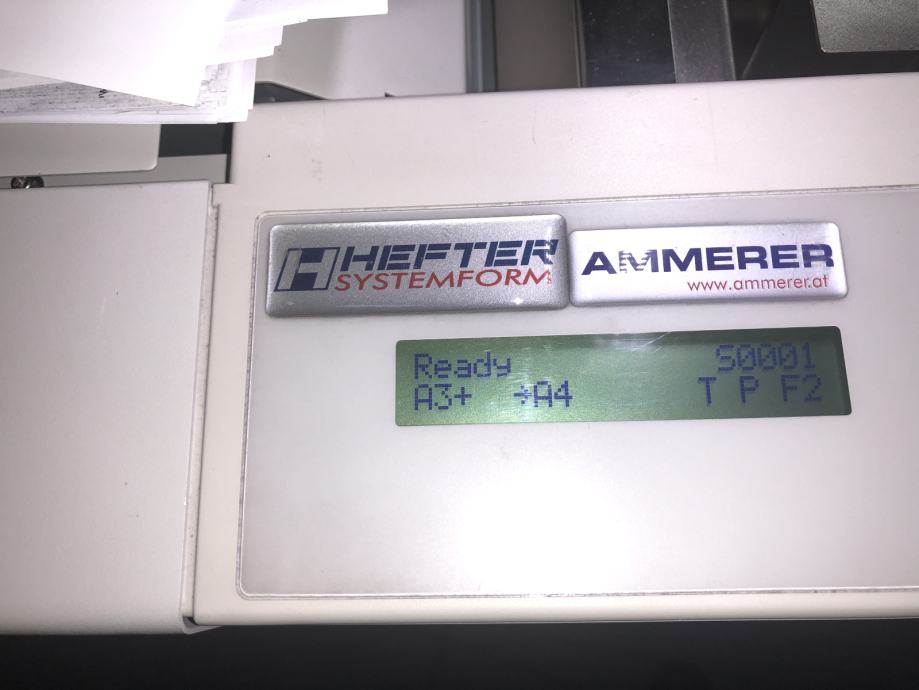 HEFTER
SYSTEMFORM
AMMERER
www.ammerer.at
Ready S0001
A3+ →A4 T P F2